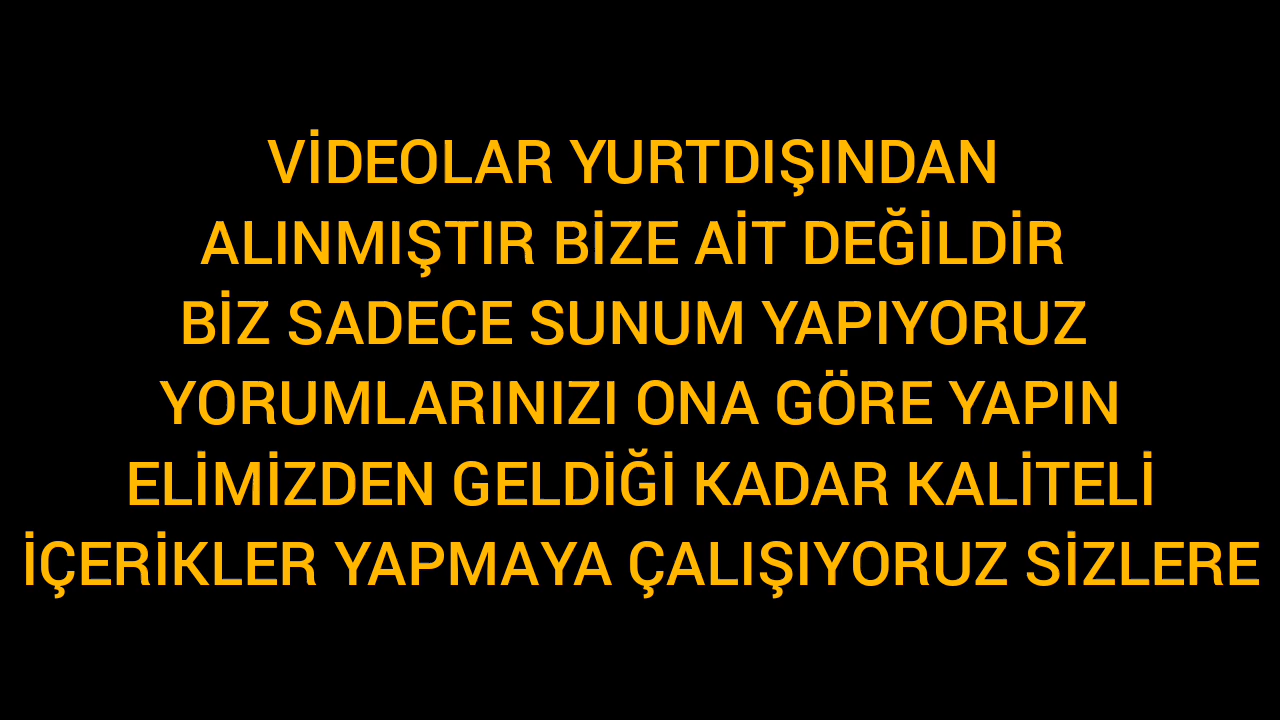 VİDEOLAR YURTDIŞINDAN
ALINMIŞTIR BİZE AİT DEĞİLDİR
BİZ SADECE SUNUM YAPIYORUZ
YORUMLARINIZI ONA GÖRE YAPIN
ELİMİZDEN GELDİĞİ KADAR KALİTELİ
İÇERİKLER YAPMAYA ÇALIŞIYORUZ SİZLERE